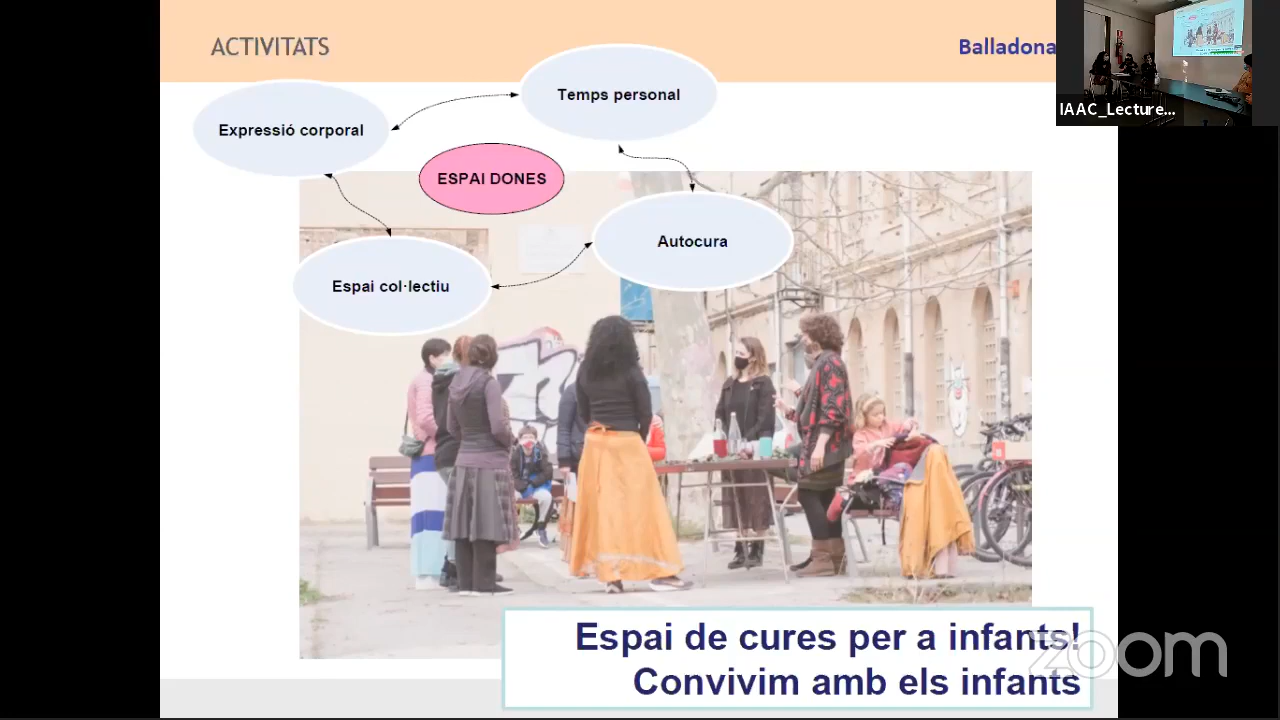 ACTIVITATS
Balladona
IAAC_Lecture...
Temps personal
Expressió corporal
ESPAI DONES
Autocura
Espai col·lectiu
Espai de cures per a infants!
Convivim amb els infants
zoom